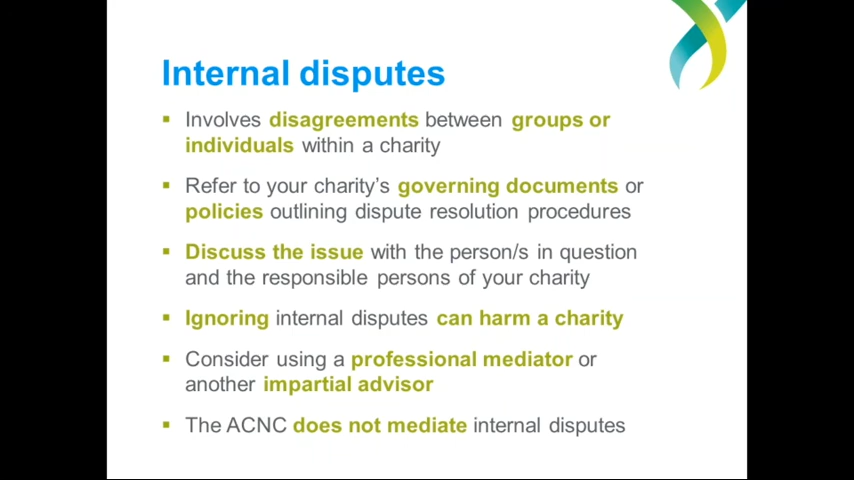 Internal disputes
▪ Involves disagreements between groups or
individuals within a charity
▪ Refer to your charity's governing documents or
policies outlining dispute resolution procedures
▪ Discuss the issue with the person/s in question
and the responsible persons of your charity
▪ Ignoring internal disputes can harm a charity
▪ Consider using a professional mediator or
another impartial advisor
▪ The ACNC does not mediate internal disputes